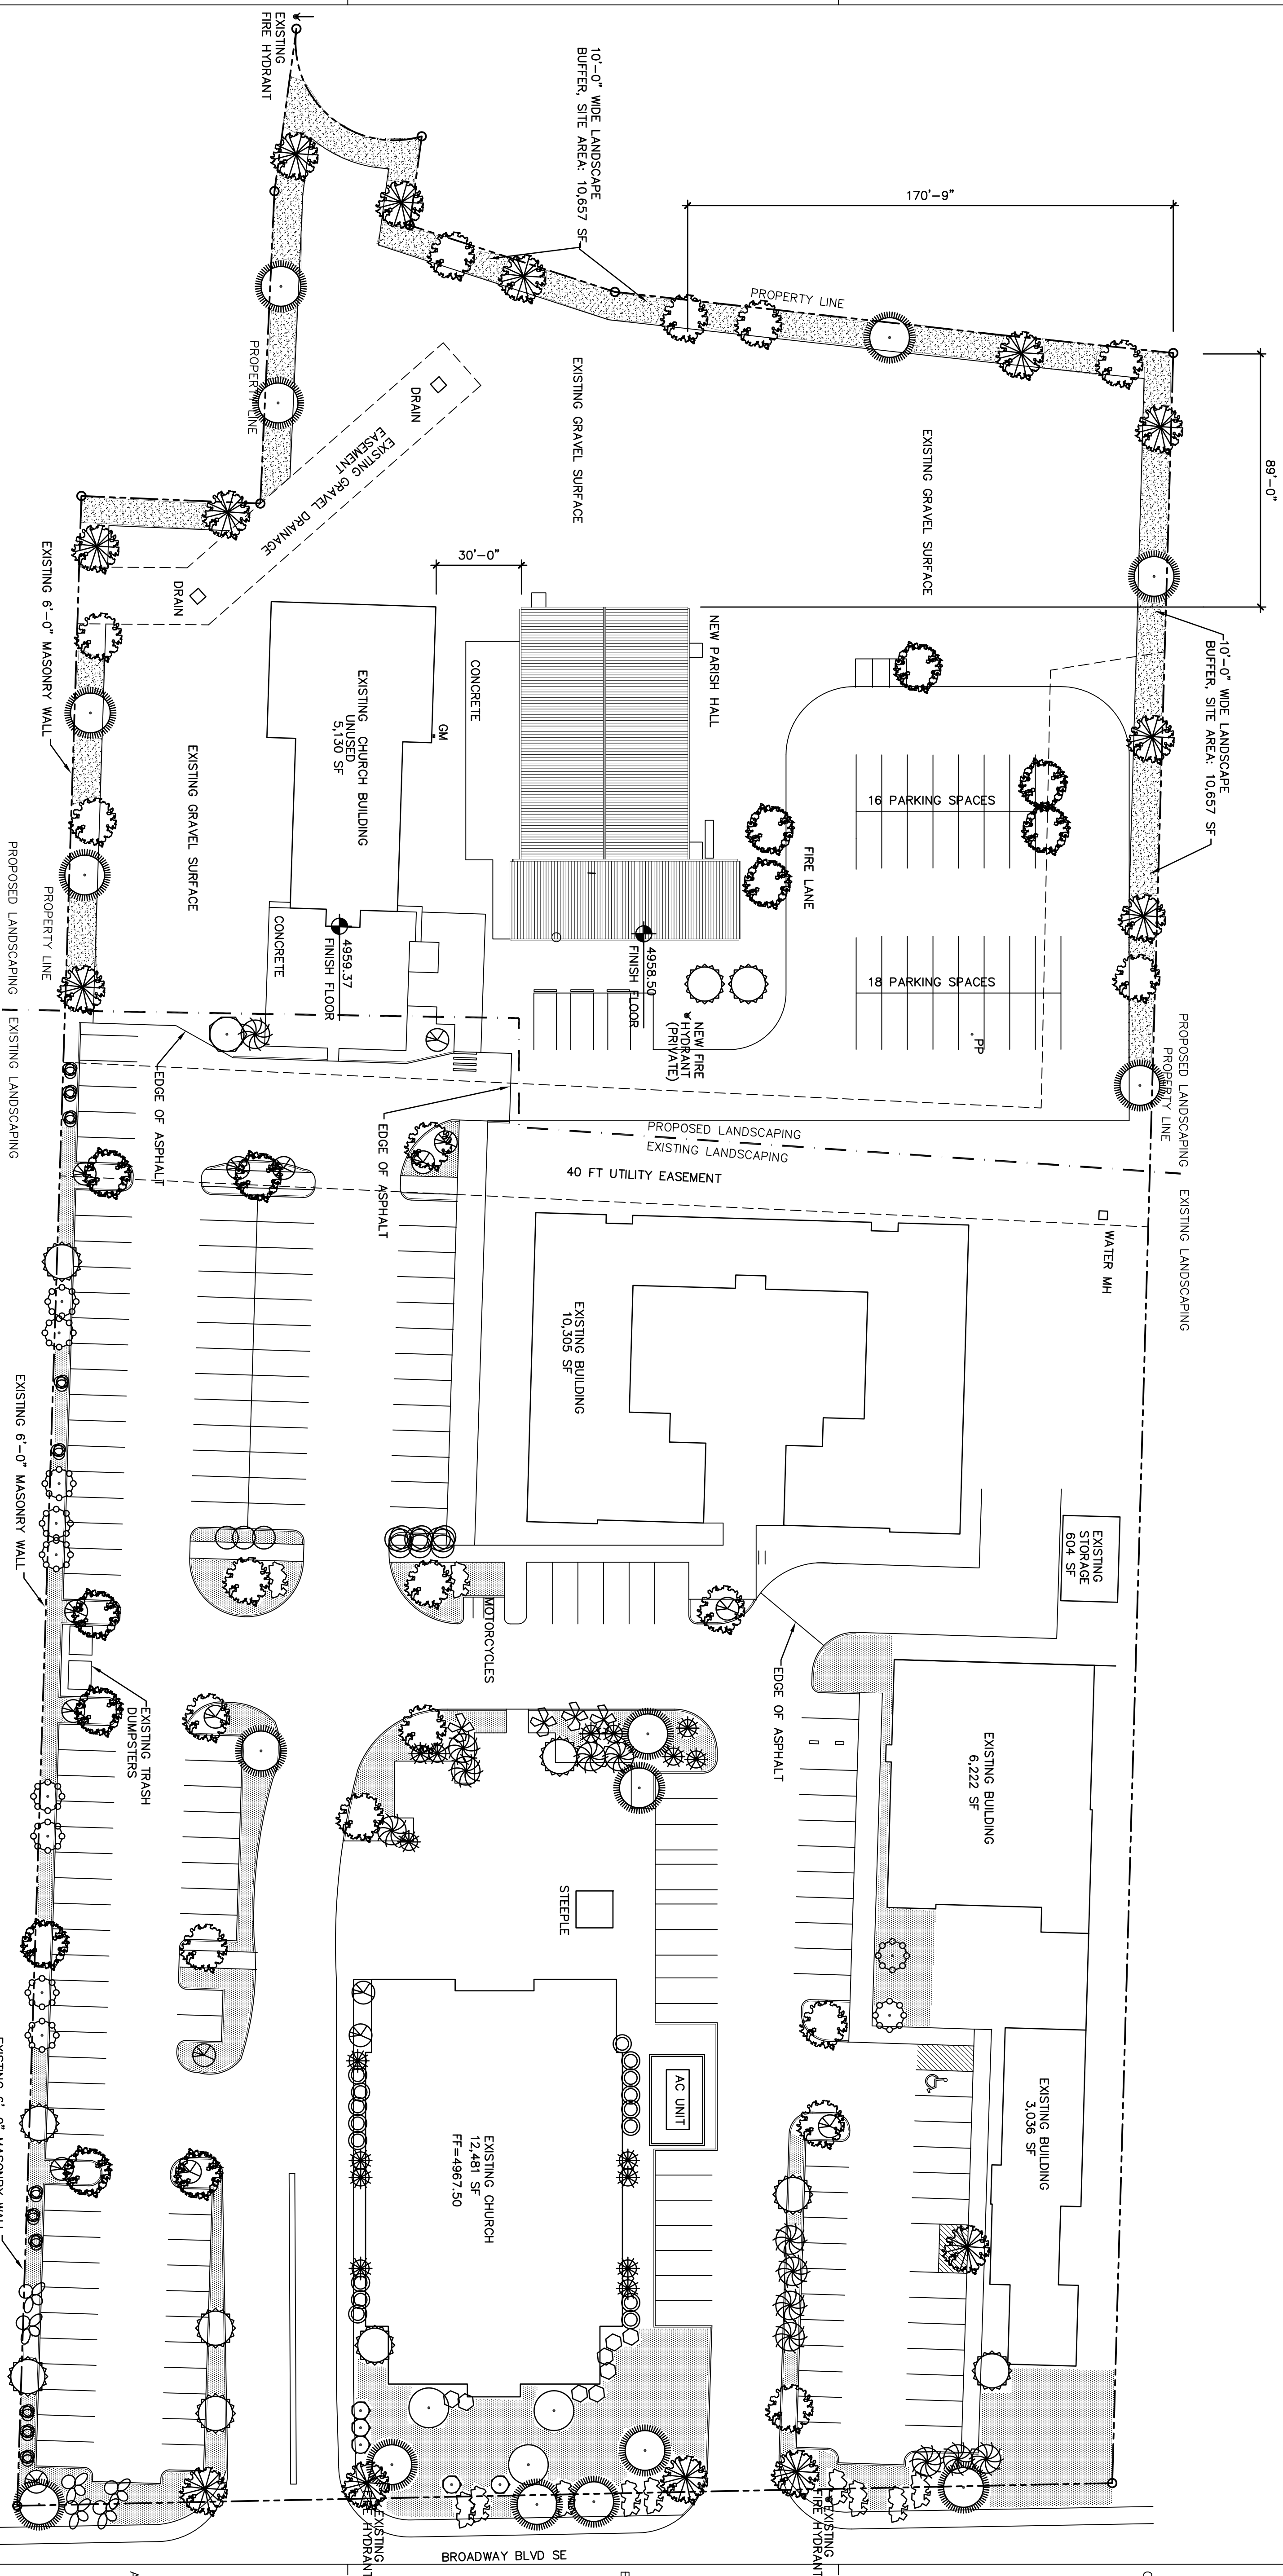 EXISTING
FIRE HYDRANT
10'-0" WIDE LANDSCAPE
BUFFER, SITE AREA: 10,657 SF
170'-9"
PROPERTY LINE
89'-0"
PROPERTY LINE
DRAIN
EXISTING GRAVEL DRAINAGE
EASEMENT
DRAIN
EXISTING GRAVEL SURFACE
EXISTING GRAVEL SURFACE
10'-0" WIDE LANDSCAPE
BUFFER, SITE AREA: 10,657 SF
30'-0"
EXISTING 6'-0" MASONRY WALL
NEW PARISH HALL
CONCRETE
EXISTING CHURCH BUILDING
UNUSED
5,130 SF
GM
EXISTING GRAVEL SURFACE
16 PARKING SPACES
FIRE LANE
PROPERTY LINE
PROPOSED LANDSCAPING
EXISTING LANDSCAPING
CONCRETE
4959.37
FINISH FLOOR
4958.50
FINISH FLOOR
18 PARKING SPACES
NEW FIRE
HYDRANT
(PRIVATE)
PP
PROPOSED LANDSCAPING
PROPERTY LINE
EXISTING LANDSCAPING
EDGE OF ASPHALT
EDGE OF ASPHALT
PROPOSED LANDSCAPING
EXISTING LANDSCAPING
40 FT UTILITY EASEMENT
WATER MH
EXISTING BUILDING
10,305 SF
EXISTING 6'-0" MASONRY WALL
EXISTING
STORAGE
604 SF
MOTORCYCLES
EDGE OF ASPHALT
EXISTING TRASH
DUMPSTERS
EXISTING BUILDING
6,222 SF
STEEPLE
AC UNIT
EXISTING BUILDING
3,036 SF
EXISTING CHURCH
12,481 SF
FF=4967.50
EXISTING 6'-0" MASONRY WALL
EXISTING
FIRE HYDRANT
EXISTING
FIRE HYDRANT
BROADWAY BLVD SE
A